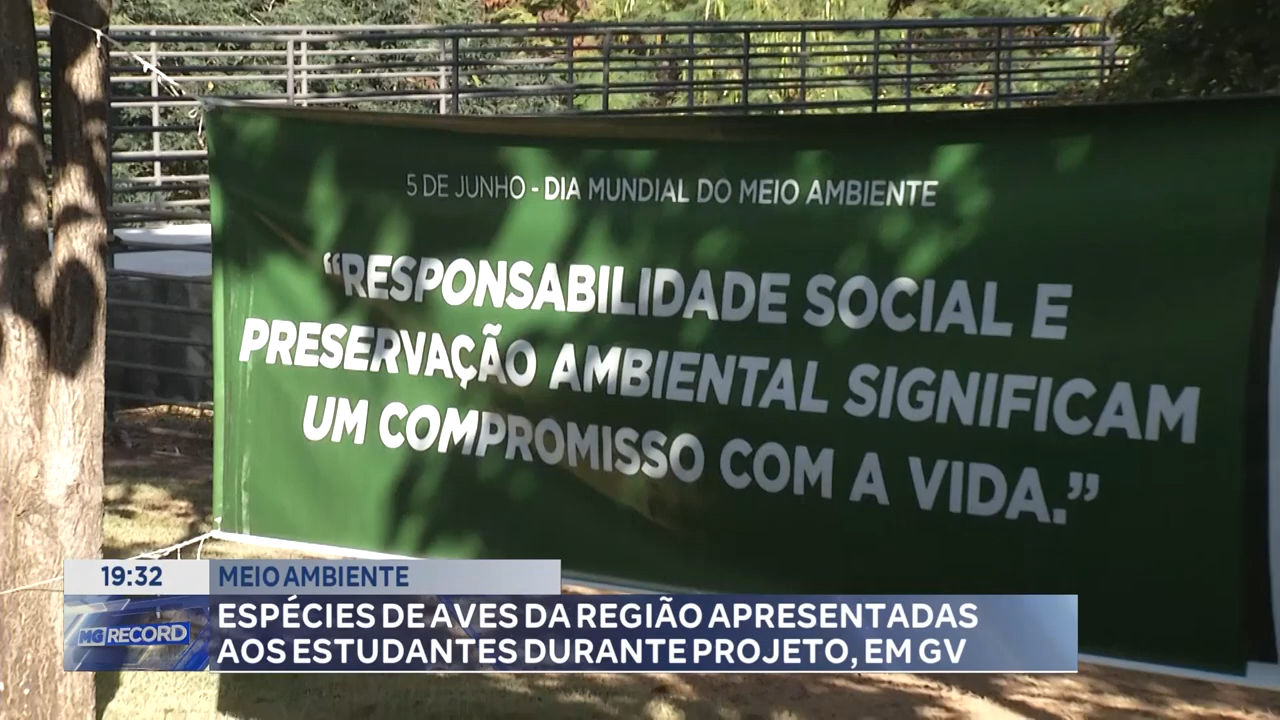 5 DE JUNHO - DIA MUNDIAL DO MEIO AMBIENTE
“RESPONSABILIDADE SOCIAL E
PRESERVAÇÃO AMBIENTAL SIGNIFICAM
UM COMPROMISSO COM A VIDA.”
19:32 MEIO AMBIENTE
MG RECORD
ESPÉCIES DE AVES DA REGIÃO APRESENTADAS
AOS ESTUDANTES DURANTE PROJETO, EM GV